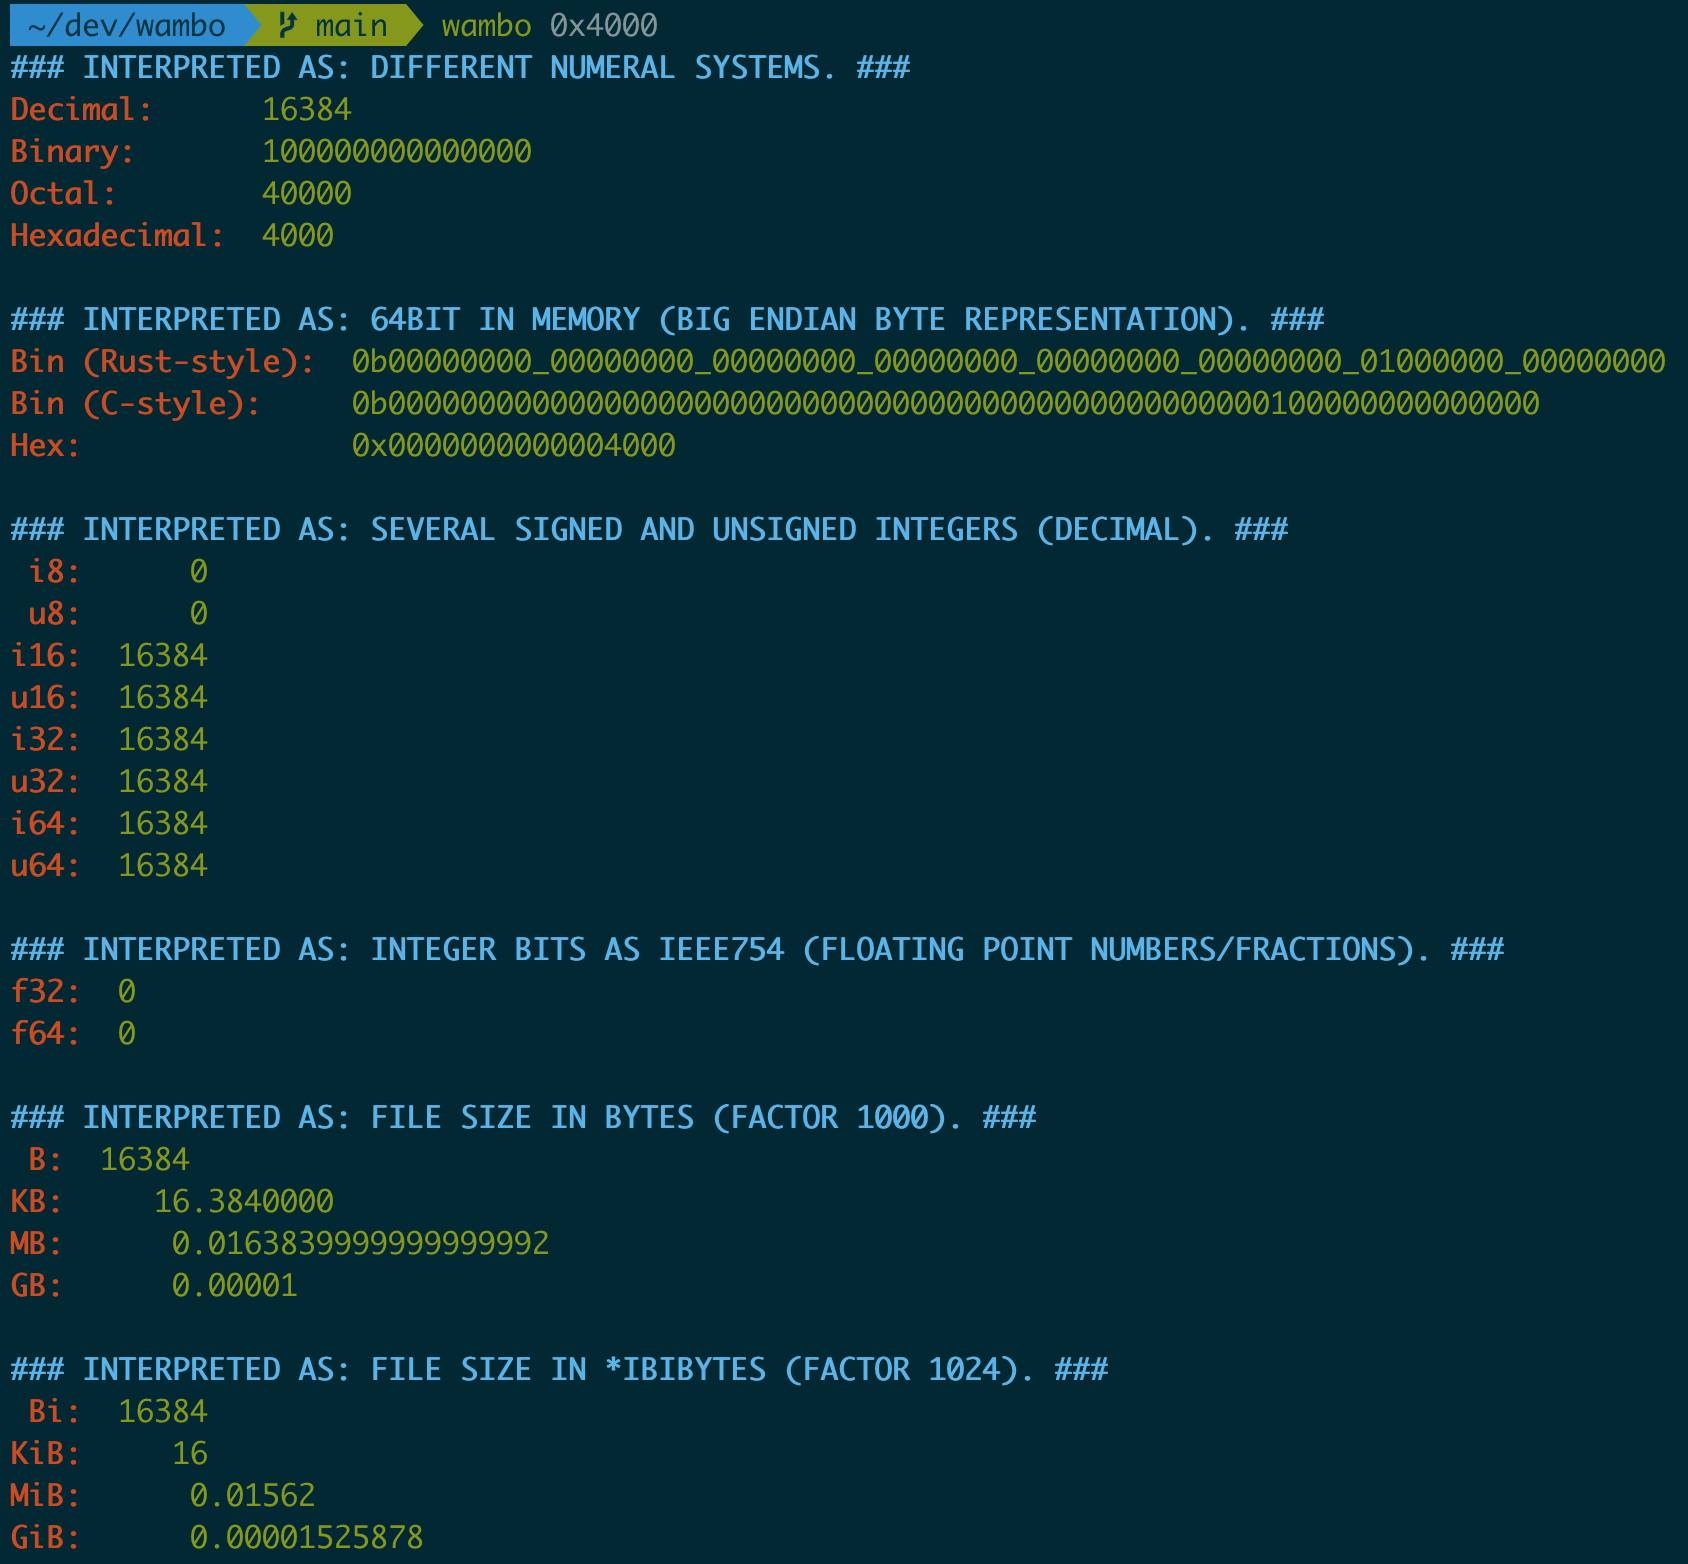 ~/dev/wambo main wambo 0x4000
### INTERPRETED AS: DIFFERENT NUMERAL SYSTEMS. ###
Decimal: 16384
Binary: 100000000000000
Octal: 40000
Hexadecimal: 4000
### INTERPRETED AS: 64BIT IN MEMORY (BIG ENDIAN BYTE REPRESENTATION). ###
Bin (Rust-style): 0b00000000_00000000_00000000_00000000_00000000_00000000_01000000_00000000
Bin (C-style): 0b0000000000000000000000000000000000000000000000000100000000000000
Hex: 0x0000000000004000
### INTERPRETED AS: SEVERAL SIGNED AND UNSIGNED INTEGERS (DECIMAL). ###
i8: 0
u8: 0
i16: 16384
u16: 16384
i32: 16384
u32: 16384
i64: 16384
u64: 16384
### INTERPRETED AS: INTEGER BITS AS IEEE754 (FLOATING POINT NUMBERS/FRACTIONS). ###
f32: 0
f64: 0
### INTERPRETED AS: FILE SIZE IN BYTES (FACTOR 1000). ###
B: 16384
KB: 16.3840000
MB: 0.0163839999999999992
GB: 0.00001
### INTERPRETED AS: FILE SIZE IN *IBIBYTES (FACTOR 1024). ###
Bi: 16384
KiB: 16
MiB: 0.01562
GiB: 0.00001525878